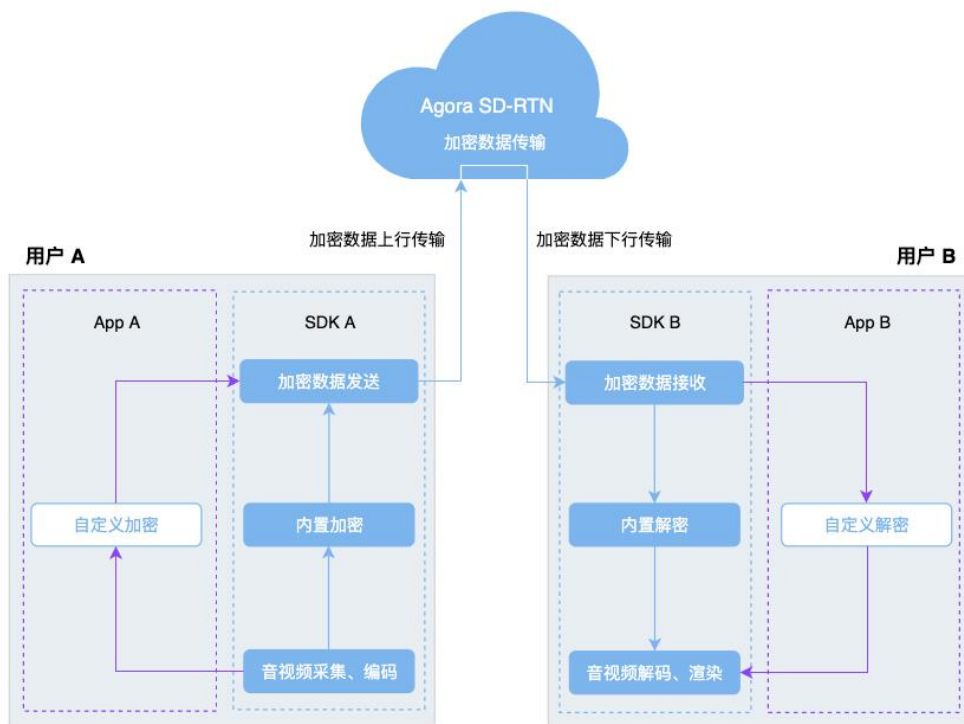 Agora SD-RTN
加密数据传输
加密数据上行传输
加密数据下行传输
用户 A
用户 B
App A
SDK A
SDK B
App B
加密数据发送
加密数据接收
自定义加密
内置加密
内置解密
自定义解密
音视频采集、编码
音视频解码、渲染